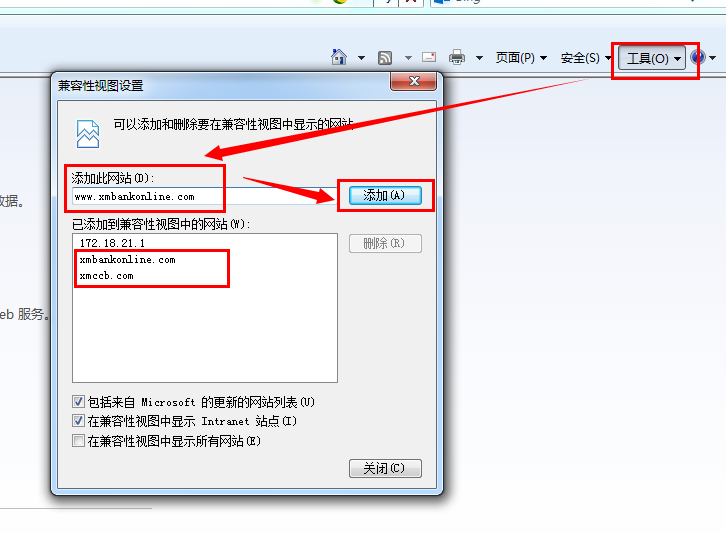 页面(P)
安全(S)
工具(O)
兼容性视图设置
可以添加和删除要在兼容性视图中显示的网站
数据。
添加此网站(D):
www.xmbankonline.com
添加(A)
已添加到兼容性视图中的网站(W):
172.18.21.1
删除(R)
xmbankonline.com
xmccb.com
eb 服务。
包括来自 Microsoft 的更新的网站列表(U)
在兼容性视图中显示 Intranet 站点(I)
在兼容性视图中显示所有网站(E)
关闭(C)